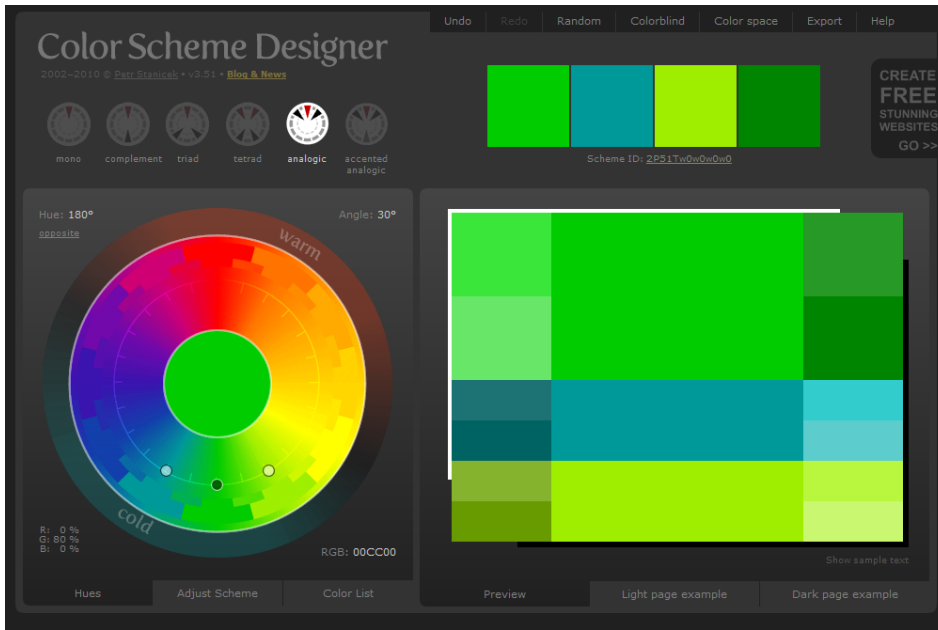 Undo Redo Random Colorblind Color space Export Help
Color Scheme Designer
2002–2010 © Petr Stanicek • v3.51 • Blog & News
CREATE
FREE
STUNNING
WEBSITES
GO >>
mono complement triad tetrad analogic accented
analogic
Scheme ID: 2P51Tw0w0w0w0
Hue: 180° Angle: 30°
opposite
warm
cold
R: 0 %
G: 80 %
B: 0 %
RGB: 00CC00
Show sample text
Hues Adjust Scheme Color List
Preview Light page example Dark page example